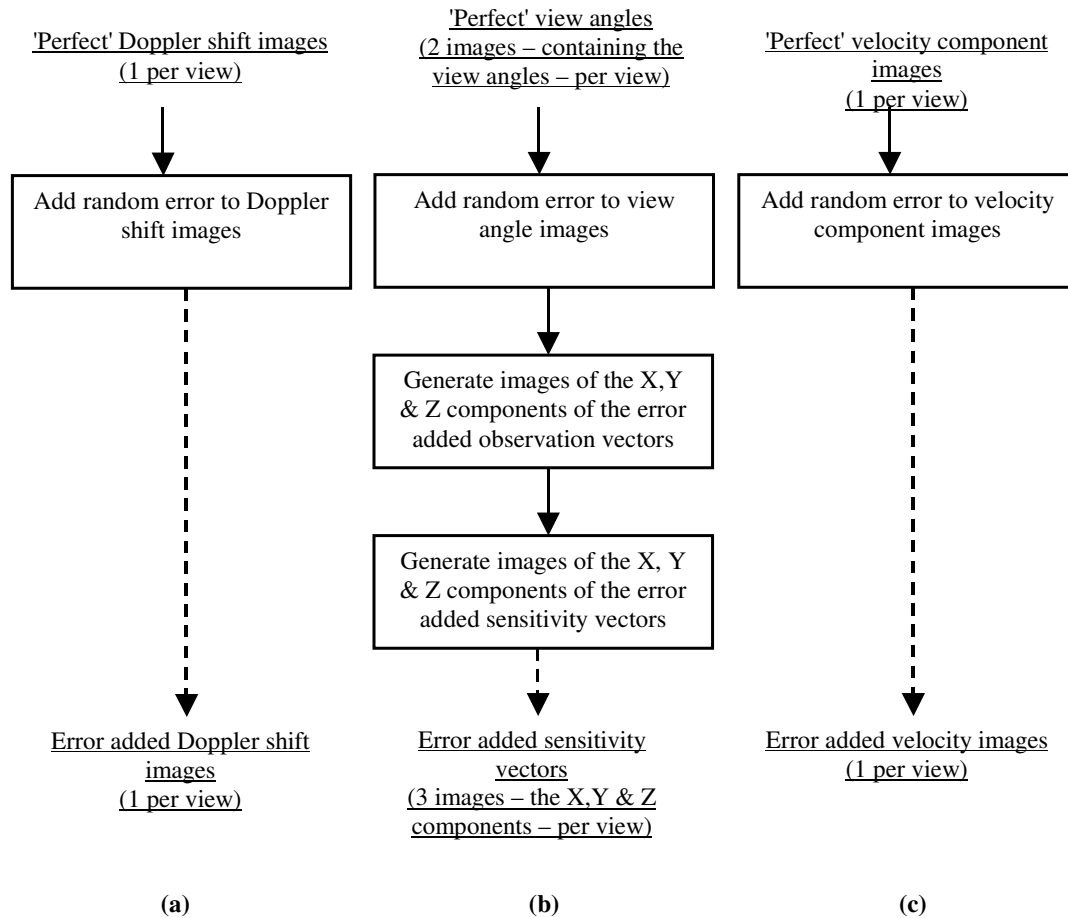 'Perfect' Doppler shift images
(1 per view)
Add random error to Doppler
shift images
Error added Doppler shift
images
(1 per view)
(a)
'Perfect' view angles
(2 images – containing the
view angles – per view)
Add random error to view
angle images
Generate images of the X,Y
& Z components of the error
added observation vectors
Generate images of the X, Y
& Z components of the error
added sensitivity vectors
Error added sensitivity
vectors
(3 images – the X,Y & Z
components – per view)
(b)
'Perfect' velocity component
images
(1 per view)
Add random error to velocity
component images
Error added velocity images
(1 per view)
(c)